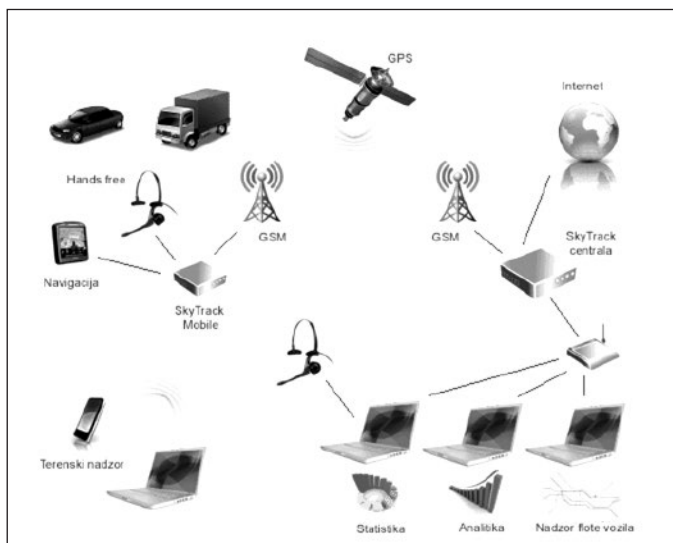 GPS
Internet
Hands free
GSM
GSM
SkyTrack
centrala
Navigacija
SkyTrack
Mobile
Terenski nadzor
Statistika
Analitika
Nadzor flote vozila